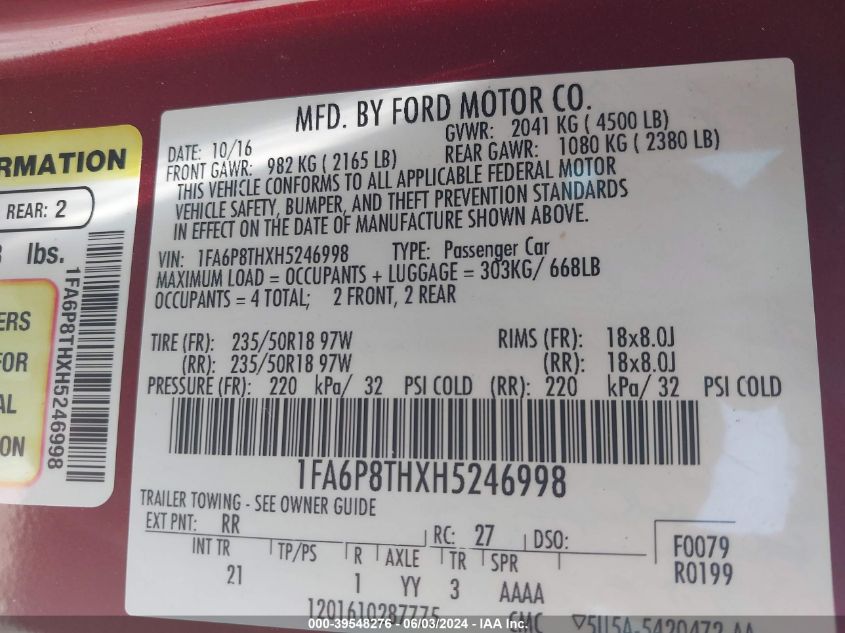 MFD. BY FORD MOTOR CO.
DATE: 10/16
GVWR: 2041 KG ( 4500 LB)
FRONT GAWR: 982 KG ( 2165 LB)
REAR GAWR: 1080 KG ( 2380 LB)
THIS VEHICLE CONFORMS TO ALL APPLICABLE FEDERAL MOTOR
VEHICLE SAFETY, BUMPER, AND THEFT PREVENTION STANDARDS
IN EFFECT ON THE DATE OF MANUFACTURE SHOWN ABOVE.
VIN: 1FA6P8THXH5246998 TYPE: Passenger Car
MAXIMUM LOAD = OCCUPANTS + LUGGAGE = 303KG/ 668LB
OCCUPANTS = 4 TOTAL; 2 FRONT, 2 REAR
TIRE (FR): 235/50R18 97W RIMS (FR): 18x8.0J
(RR): 235/50R18 97W (RR): 18x8.0J
PRESSURE (FR): 220 kPa/ 32 PSI COLD (RR): 220 kPa/ 32 PSI COLD
1FA6P8THXH5246998
TRAILER TOWING - SEE OWNER GUIDE
EXT PNT: RR RC: 27 DSO:
INT TR TP/PS R AXLE TR SPR
21 1 YY 3 AAAA
F0079
R0199
1201610287775
CMC
5U5A-5420472-AA
RMATION
REAR: 2
lbs.
1FA6P8THXH5246998
ERS
FOR
AL
ON
000-39548276 - 06/03/2024 - IAA Inc.